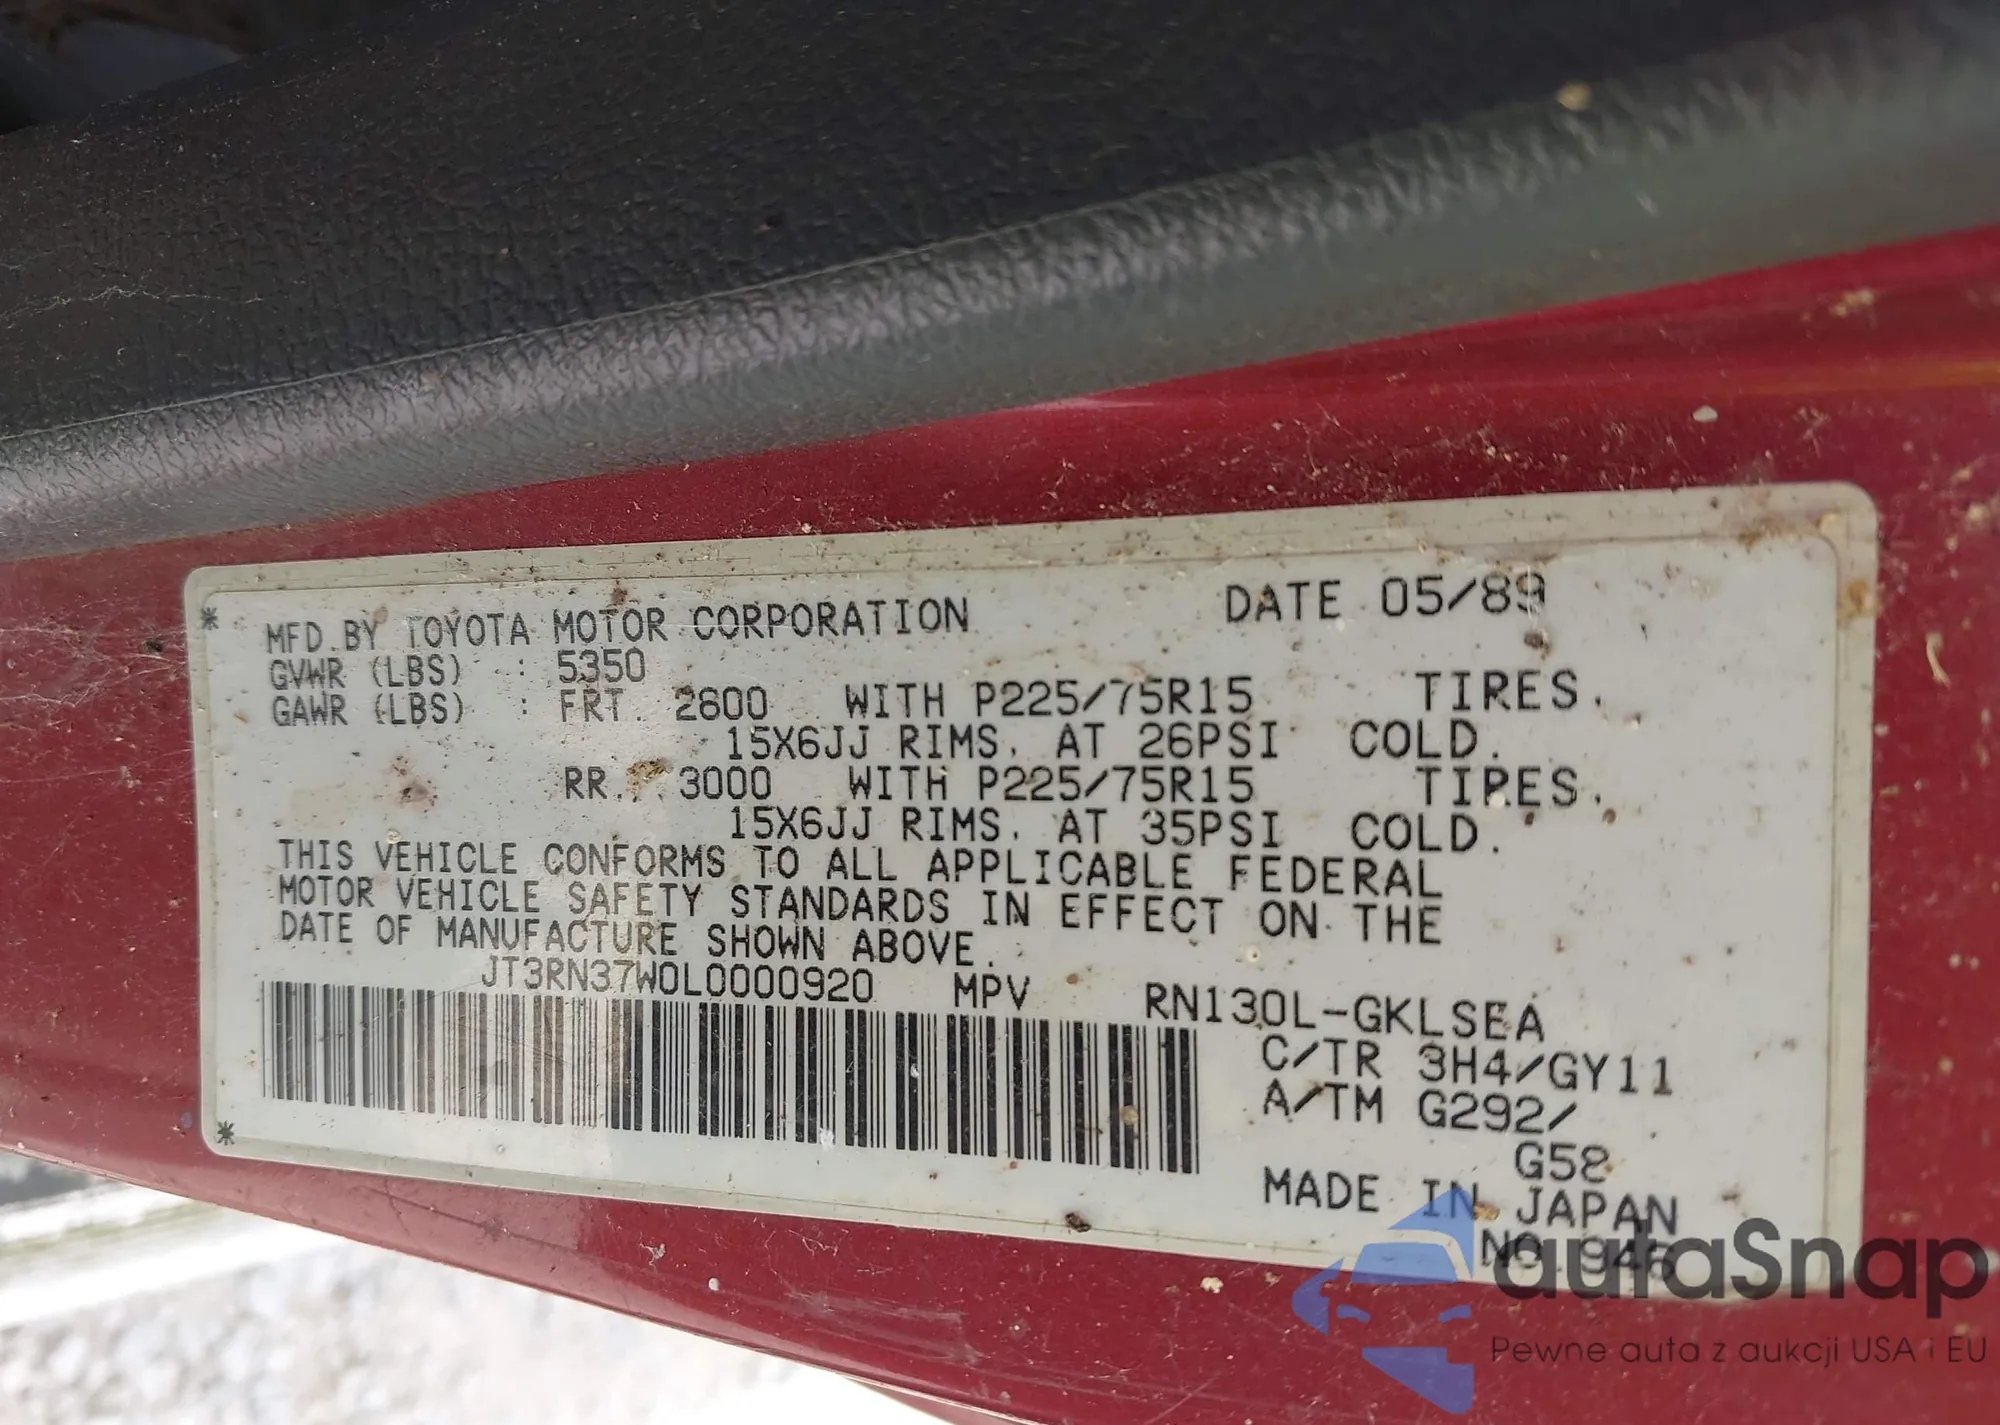 * MFD. BY TOYOTA MOTOR CORPORATION DATE 05/89
GVWR (LBS) : 5350
GAWR (LBS) : FRT. 2600 WITH P225/75R15 TIRES.
15X6JJ RIMS. AT 26PSI COLD.
RR. 3000 WITH P225/75R15 TIRES.
15X6JJ RIMS. AT 35PSI COLD.
THIS VEHICLE CONFORMS TO ALL APPLICABLE FEDERAL
MOTOR VEHICLE SAFETY STANDARDS IN EFFECT ON THE
DATE OF MANUFACTURE SHOWN ABOVE.
JT3RN37W0L0000920 MPV RN130L-GKLSEA
C/TR 3H4/GY11
A/TM G292/
G58
* MADE IN JAPAN
NO. 946
autaSnap
Pewne auta z aukcji USA i EU